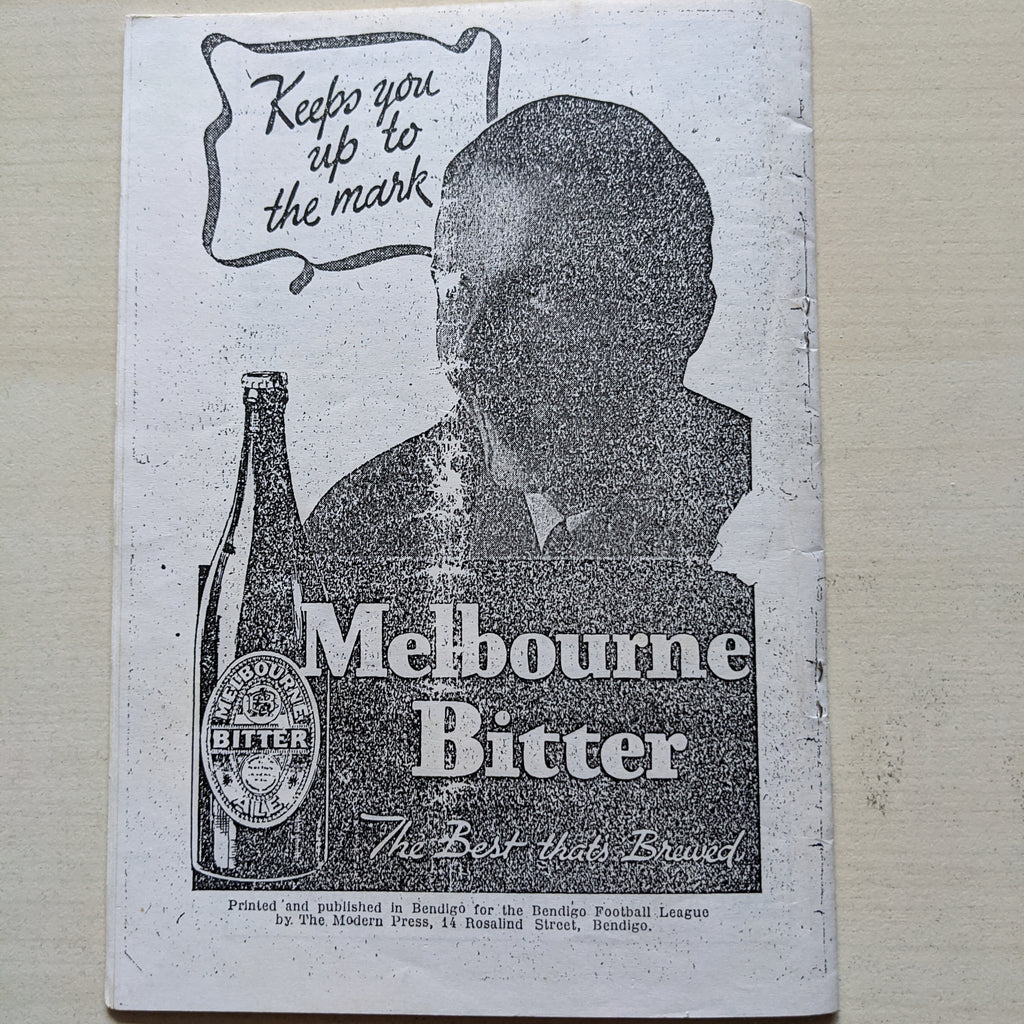 Keeps you
up to
the mark
MELBOURNE
BITTER
ALE
Melbourne
Bitter
The Best thats Brewed
Printed and published in Bendigo for the Bendigo Football League
by. The Modern Press, 14 Rosalind Street, Bendigo.